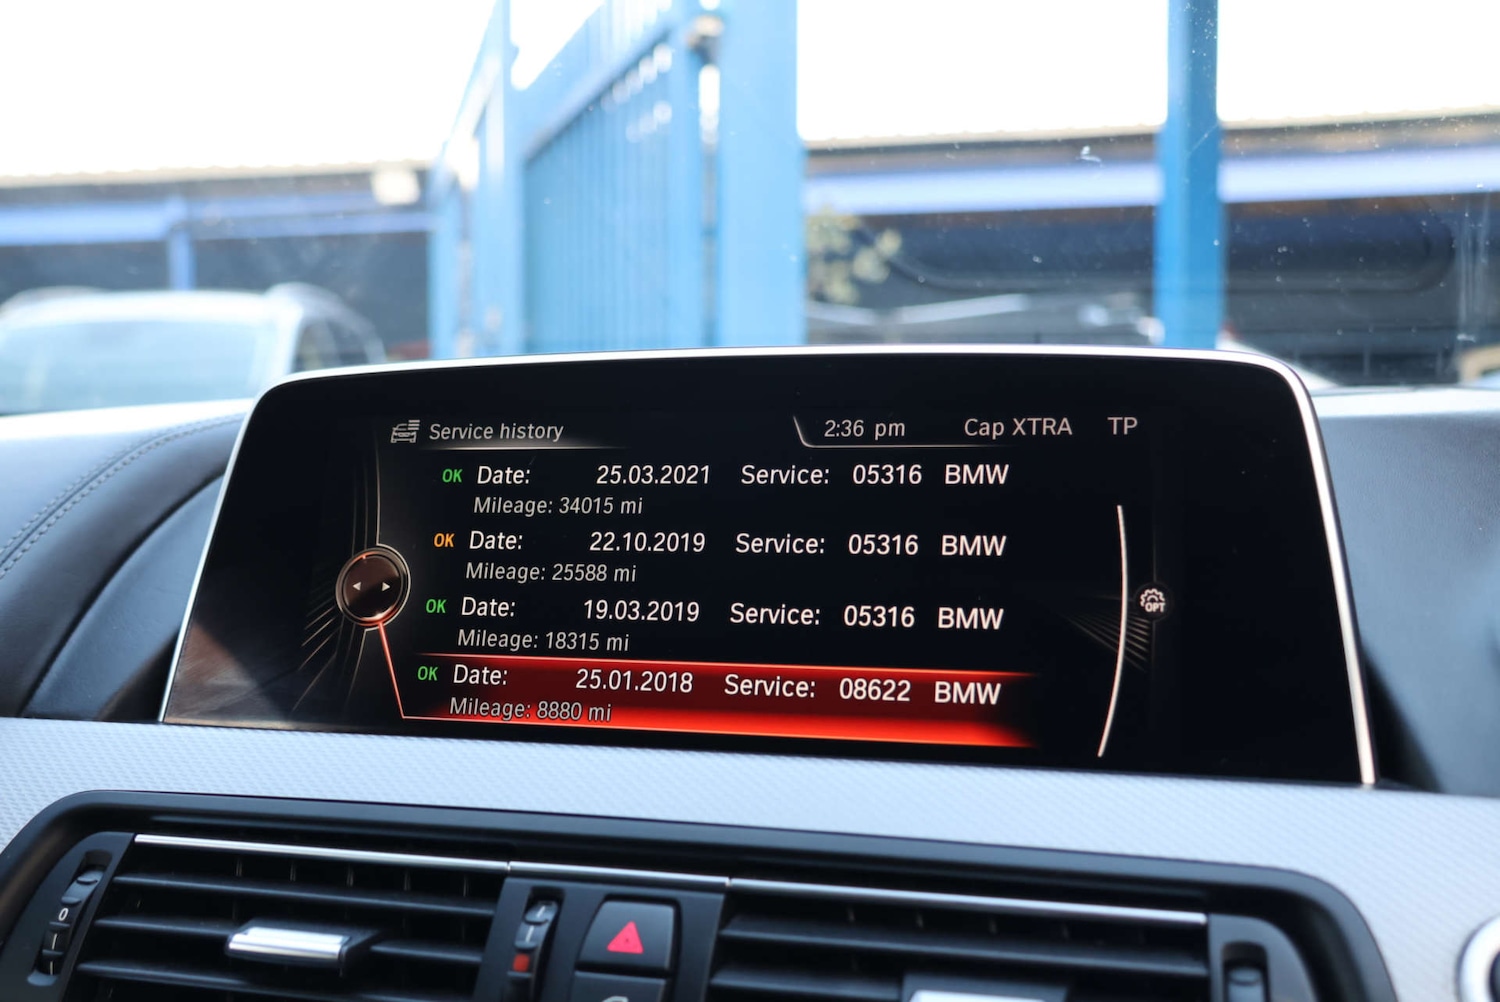 Service history 2:36 pm Cap XTRA TP
OK Date: 25.03.2021 Service: 05316 BMW
Mileage: 34015 mi
OK Date: 22.10.2019 Service: 05316 BMW
Mileage: 25588 mi
OK Date: 19.03.2019 Service: 05316 BMW
Mileage: 18315 mi
OK Date: 25.01.2018 Service: 08622 BMW
Mileage: 8880 mi
OPT
0